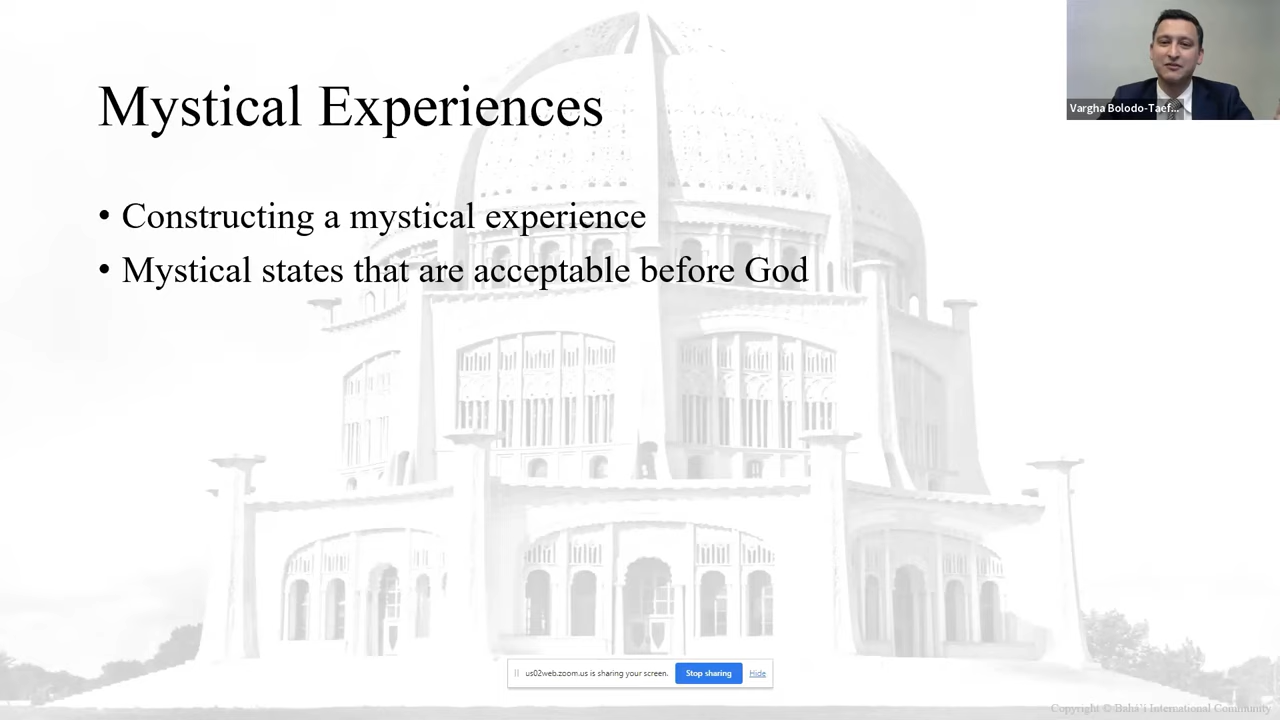 Mystical Experiences
• Constructing a mystical experience
• Mystical states that are acceptable before God
Vargha Bolodo-Taef...
us02web.zoom.us is sharing your screen.
Stop sharing
Hide
Copyright © Bahá'í International Community